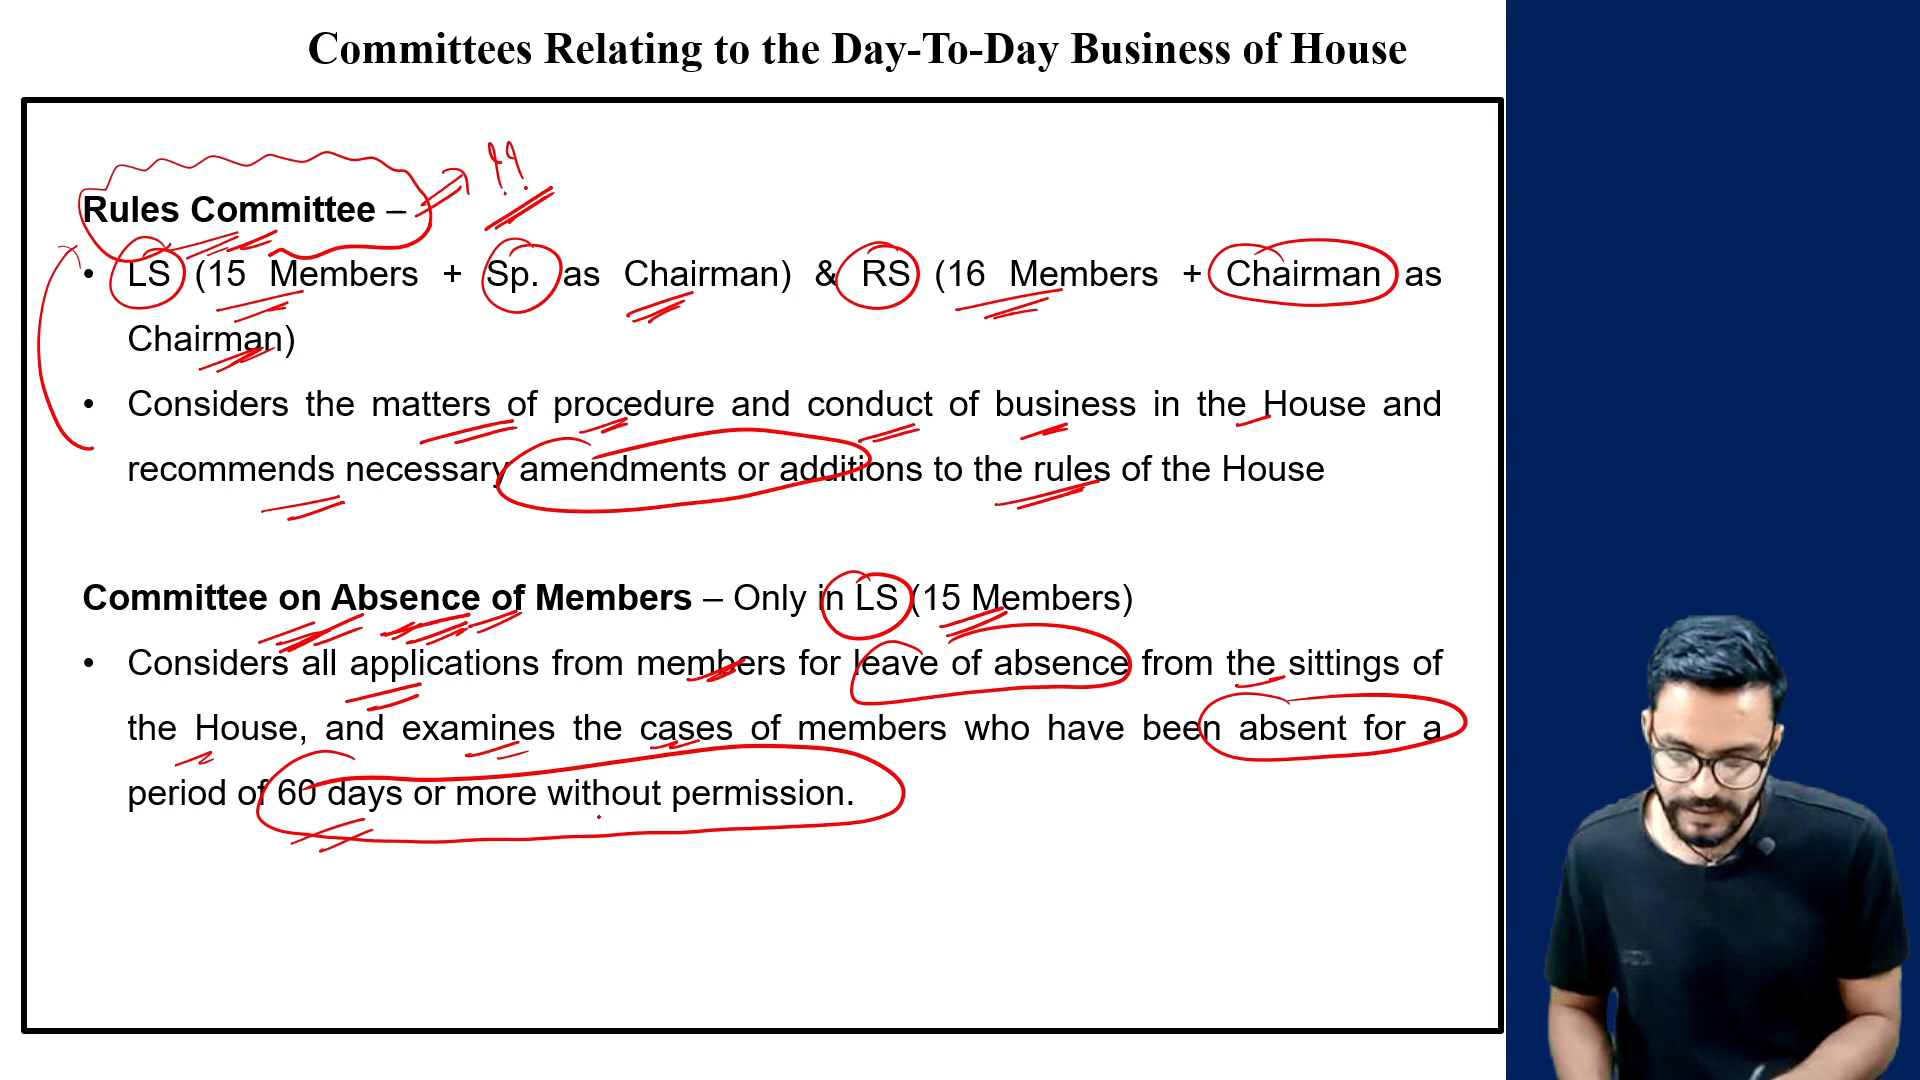 Committees Relating to the Day-To-Day Business of House
Rules Committee –
• LS (15 Members + Sp. as Chairman) & RS (16 Members + Chairman as
Chairman)
• Considers the matters of procedure and conduct of business in the House and
recommends necessary amendments or additions to the rules of the House
Committee on Absence of Members – Only in LS (15 Members)
• Considers all applications from members for leave of absence from the sittings of
the House, and examines the cases of members who have been absent for a
period of 60 days or more without permission.